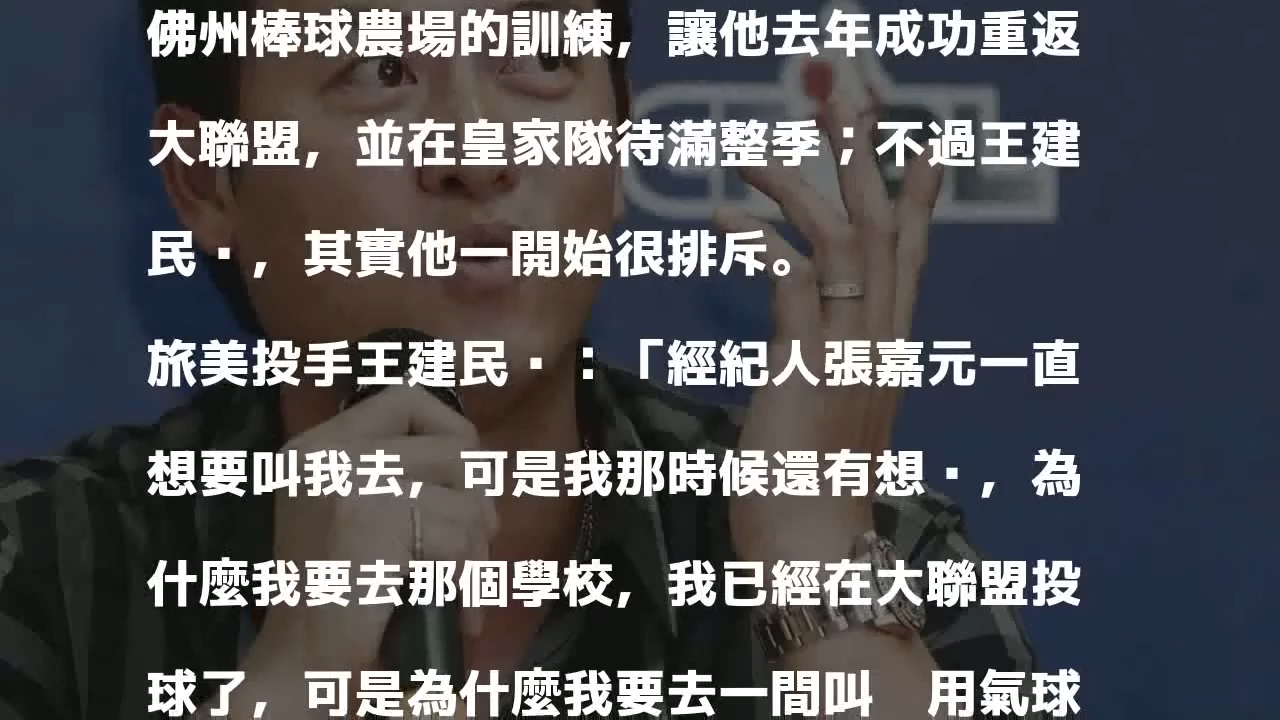 佛州棒球農場的訓練，讓他去年成功重返
大聯盟，並在皇家隊待滿整季；不過王建
民▪，其實他一開始很排斥。
旅美投手王建民▪：「經紀人張嘉元一直
想要叫我去，可是我那時候還有想▪，為
什麼我要去那個學校，我已經在大聯盟投
球了，可是為什麼我要去一間叫　用氣球